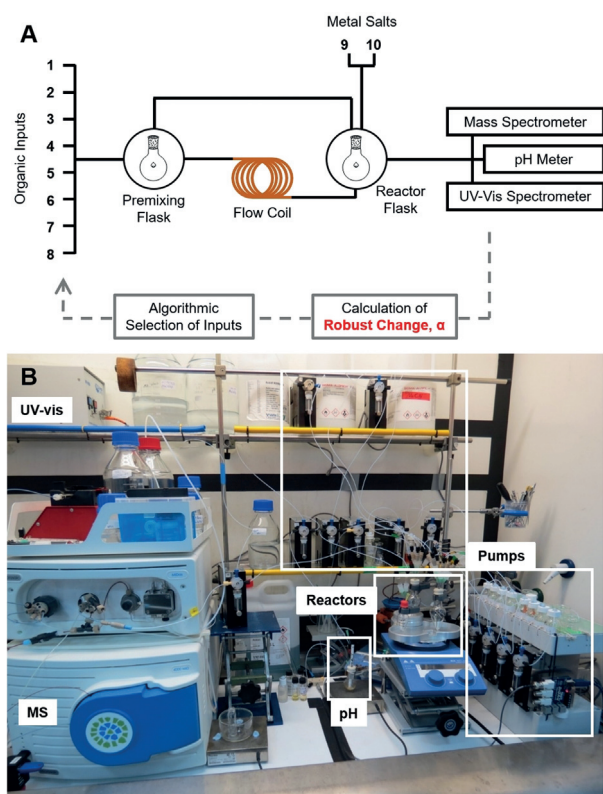 A
Metal Salts
9 10
1
2
3
4
5
6
7
8
Organic Inputs
Premixing
Flask
Flow Coil
Reactor
Flask
Mass Spectrometer
pH Meter
UV-Vis Spectrometer
Algorithmic
Selection of Inputs
Calculation of
Robust Change, α
B
UV-vis
Pumps
Reactors
MS
pH